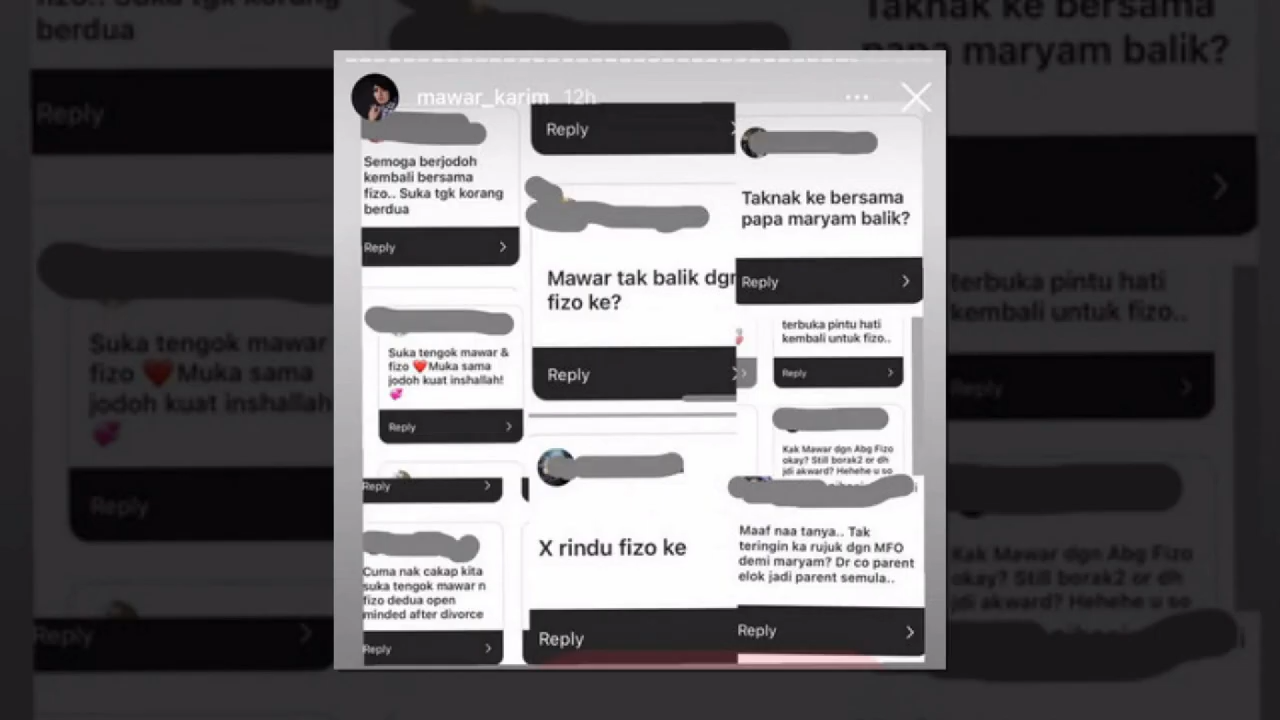 mawar_karim 12h
Semoga berjodoh
kembali bersama
fizo.. Suka tgk korang
berdua
Reply
Suka tengok mawar &
fizo ❤️Muka sama
jodoh kuat inshallah!
💞
Reply
Reply
Cuma nak cakap kita
suka tengok mawar n
fizo dedua open
minded after divorce
Reply
Reply
Mawar tak balik dgn
fizo ke?
Reply
X rindu fizo ke
Reply
Taknak ke bersama
papa maryam balik?
Reply
terbuka pintu hati
kembali untuk fizo..
Reply
Kak Mawar dgn Abg Fizo
okay? Still borak2 or dh
jdi akward? Hehehe u so
Maaf naa tanya.. Tak
teringin ka rujuk dgn MFO
demi maryam? Dr co parent
elok jadi parent semula..
Reply